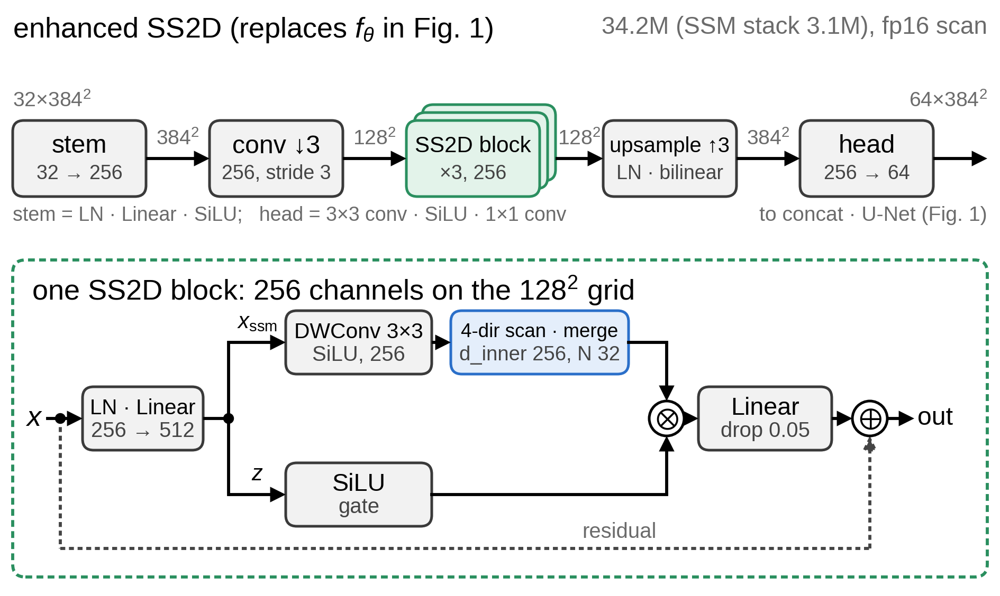 enhanced SS2D (replaces f_θ in Fig. 1)
34.2M (SSM stack 3.1M), fp16 scan
32×384²
64×384²
stem
32 → 256
384²
conv ↓3
256, stride 3
128²
SS2D block
×3, 256
128²
upsample ↑3
LN · bilinear
384²
head
256 → 64
stem = LN · Linear · SiLU; head = 3×3 conv · SiLU · 1×1 conv
to concat · U-Net (Fig. 1)
one SS2D block: 256 channels on the 128² grid
x_ssm
DWConv 3×3
SiLU, 256
4-dir scan · merge
d_inner 256, N 32
x
LN · Linear
256 → 512
⊗
Linear
drop 0.05
⊕
out
z
SiLU
gate
residual